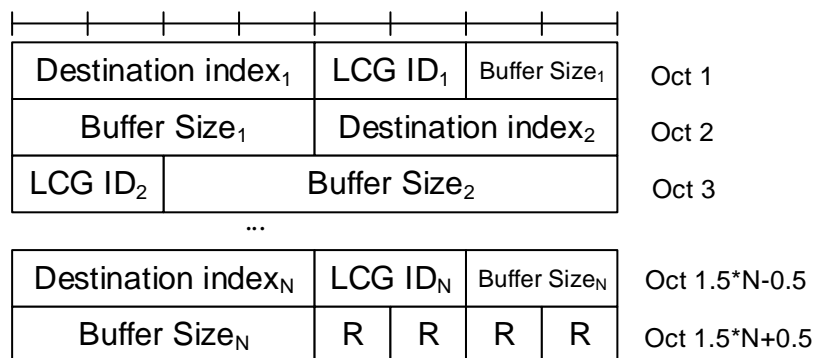 Destination index₁ LCG ID₁ Buffer Size₁ Oct 1
Buffer Size₁ Destination index₂ Oct 2
LCG ID₂ Buffer Size₂ Oct 3
...
Destination indexN LCG IDN Buffer SizeN Oct 1.5*N-0.5
Buffer SizeN R R R R Oct 1.5*N+0.5